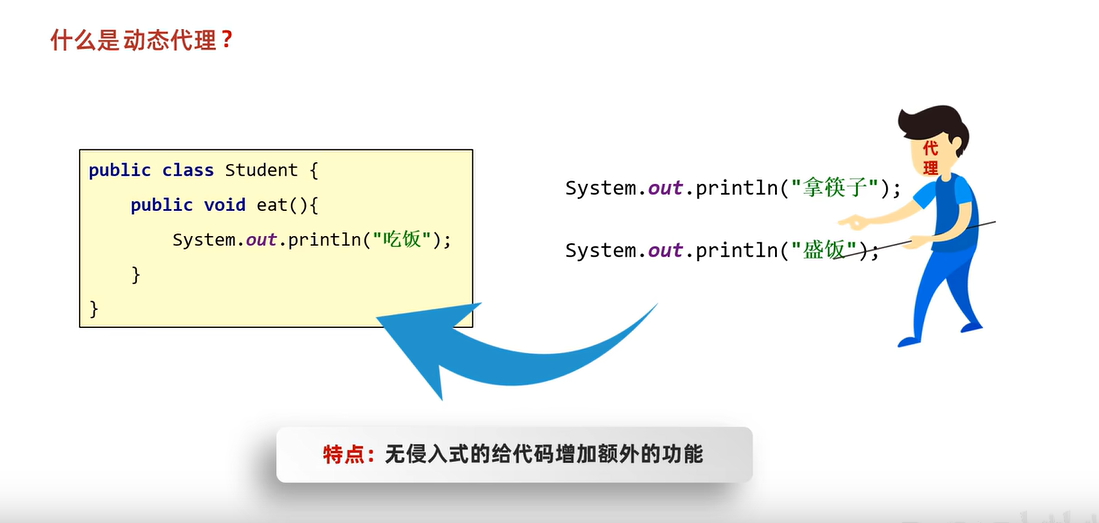 什么是动态代理？
public class Student {
public void eat(){
System.out.println("吃饭");
}
}
代
理
System.out.println("拿筷子");
System.out.println("盛饭");
特点：无侵入式的给代码增加额外的功能